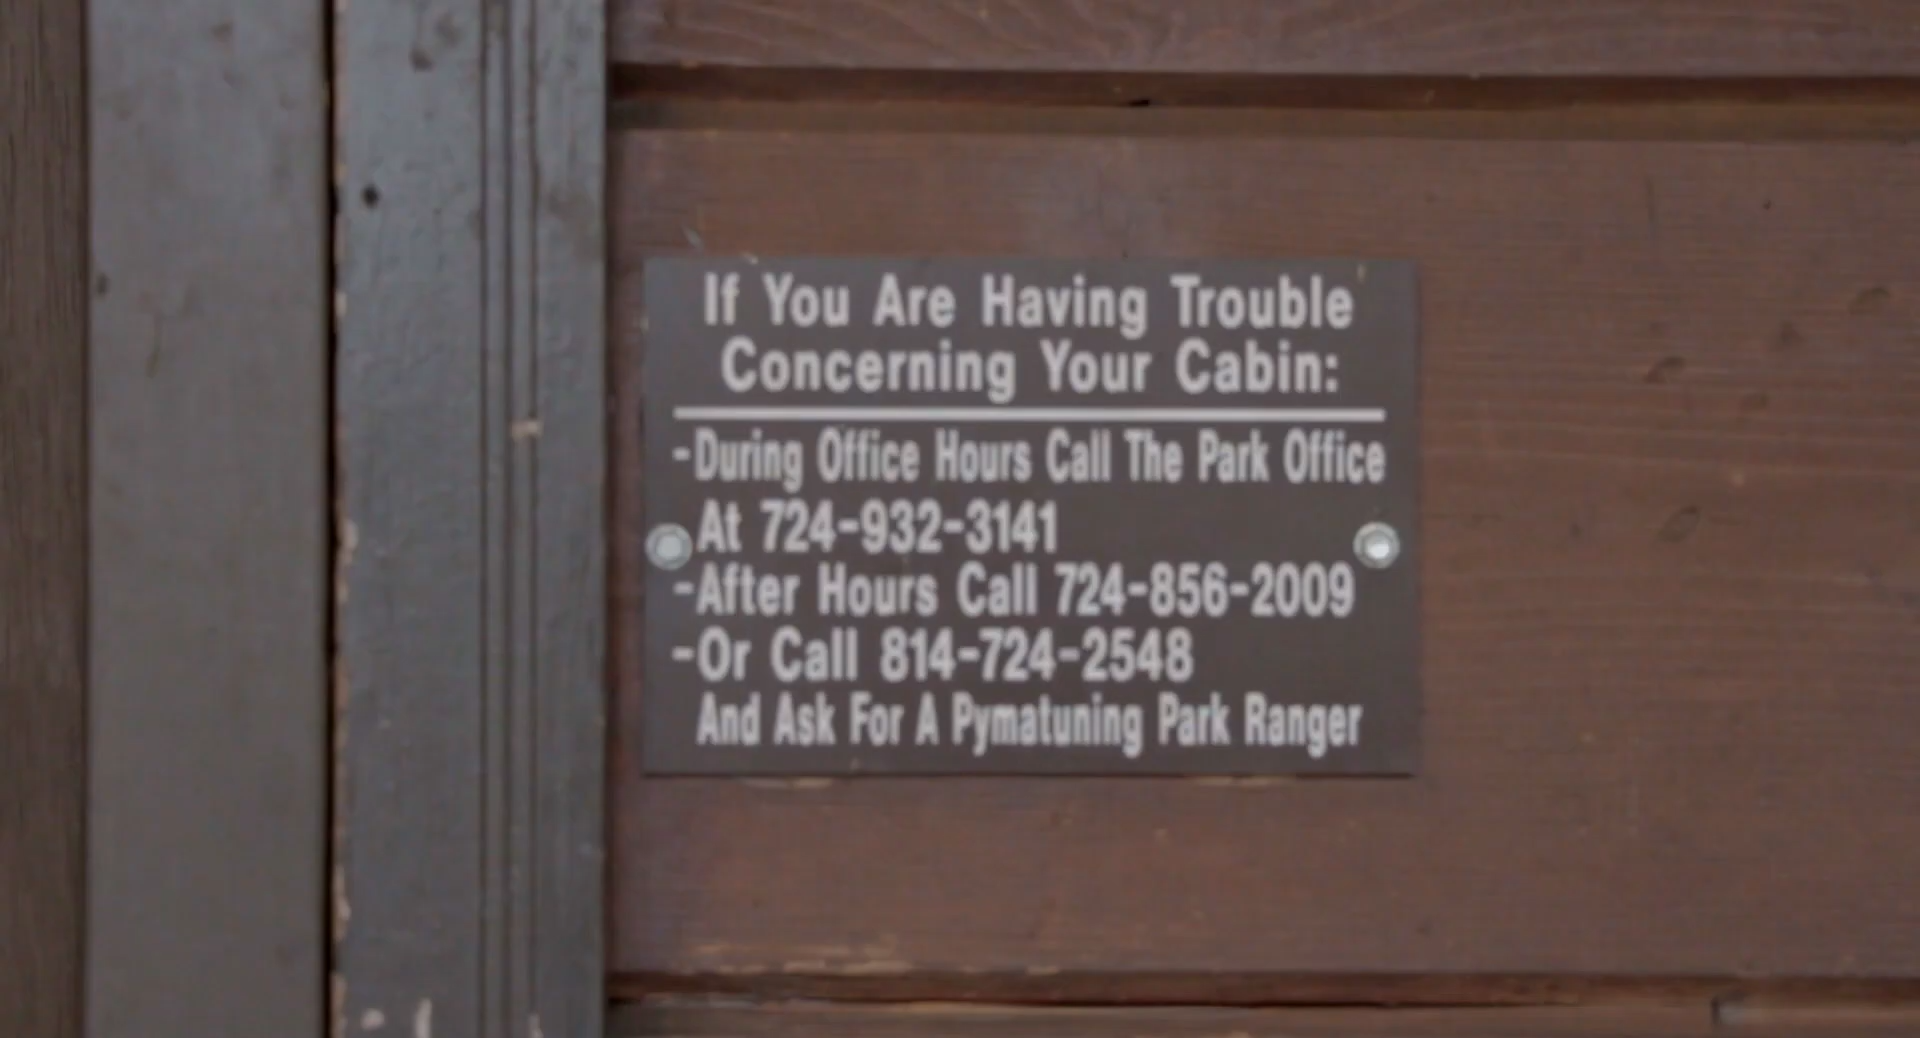 If You Are Having Trouble
Concerning Your Cabin:
-During Office Hours Call The Park Office
At 724-932-3141
-After Hours Call 724-856-2009
-Or Call 814-724-2548
And Ask For A Pymatuning Park Ranger